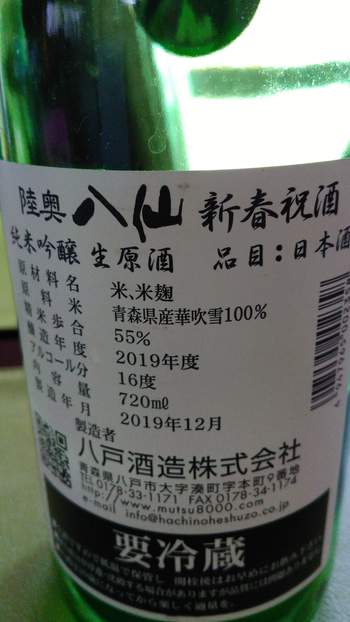 陸奥 八仙 新春祝酒
純米吟醸 生原酒 品目：日本酒
原材料名 米、米麹
原料米 青森県産華吹雪100%
精米歩合 55%
醸造年度 2019年度
アルコール分 16度
内容量 720mℓ
製造年月 2019年12月
製造者
八戸酒造株式会社
青森県八戸市大字湊町字本町9番地
TEL 0178-33-1171 FAX 0178-34-1174
http://www.mutsu8000.com
e-mail info@hachinoheshuzo.co.jp
要冷蔵